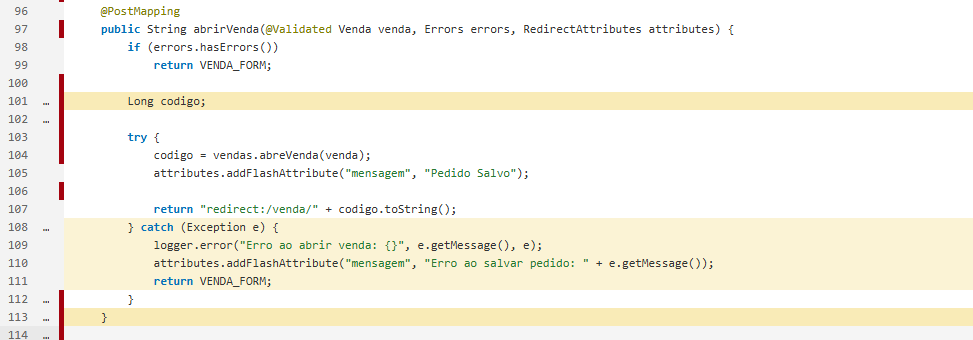 96 @PostMapping
97 public String abrirVenda(@Validated Venda venda, Errors errors, RedirectAttributes attributes) {
98 if (errors.hasErrors())
99 return VENDA_FORM;
100
101 … Long codigo;
102 …
103 try {
104 codigo = vendas.abreVenda(venda);
105 attributes.addFlashAttribute("mensagem", "Pedido Salvo");
106
107 return "redirect:/venda/" + codigo.toString();
108 … } catch (Exception e) {
109 logger.error("Erro ao abrir venda: {}", e.getMessage(), e);
110 attributes.addFlashAttribute("mensagem", "Erro ao salvar pedido: " + e.getMessage());
111 return VENDA_FORM;
112 … }
113 … }
114 …